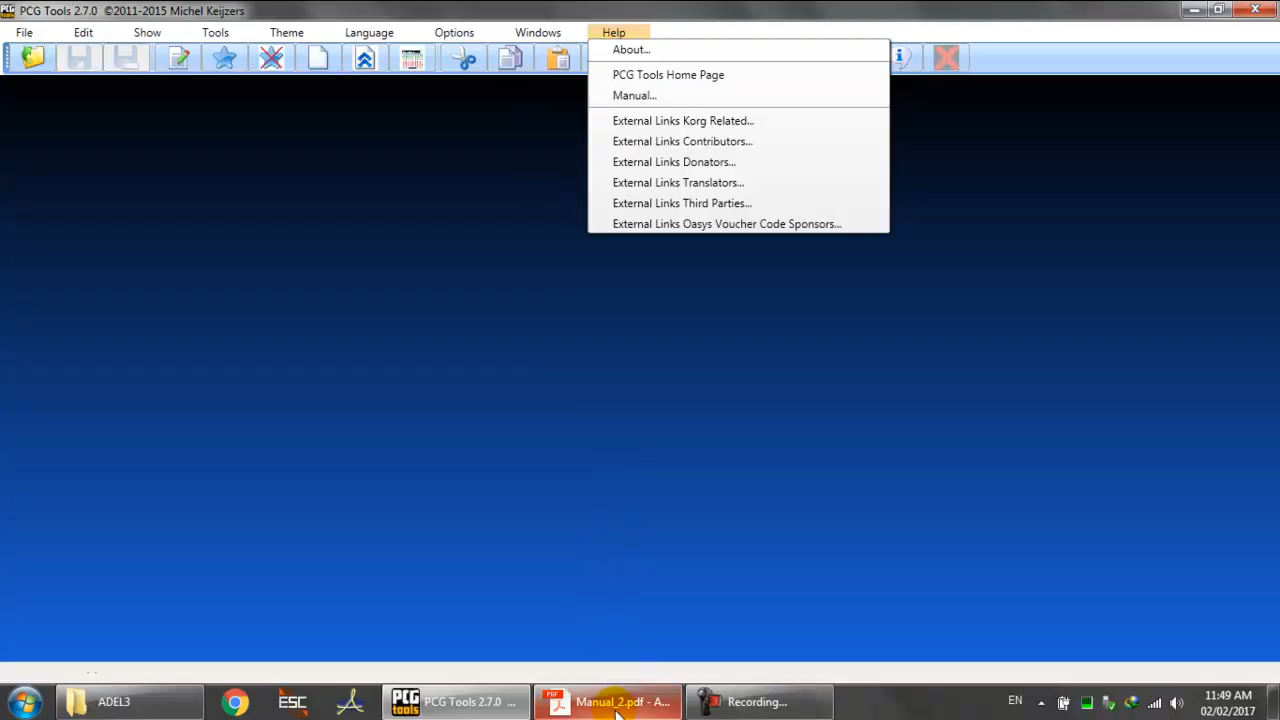 PCG Tools 2.7.0 ©2011-2015 Michel Keijzers
File Edit Show Tools Theme Language Options Windows Help
About...
PCG Tools Home Page
Manual...
External Links Korg Related...
External Links Contributors...
External Links Donators...
External Links Translators...
External Links Third Parties...
External Links Oasys Voucher Code Sponsors...
ADEL3
ESC
PCG Tools
PCG Tools 2.7.0 ...
PDF
Manual_2.pdf - A...
Recording...
EN
11:49 AM
02/02/2017